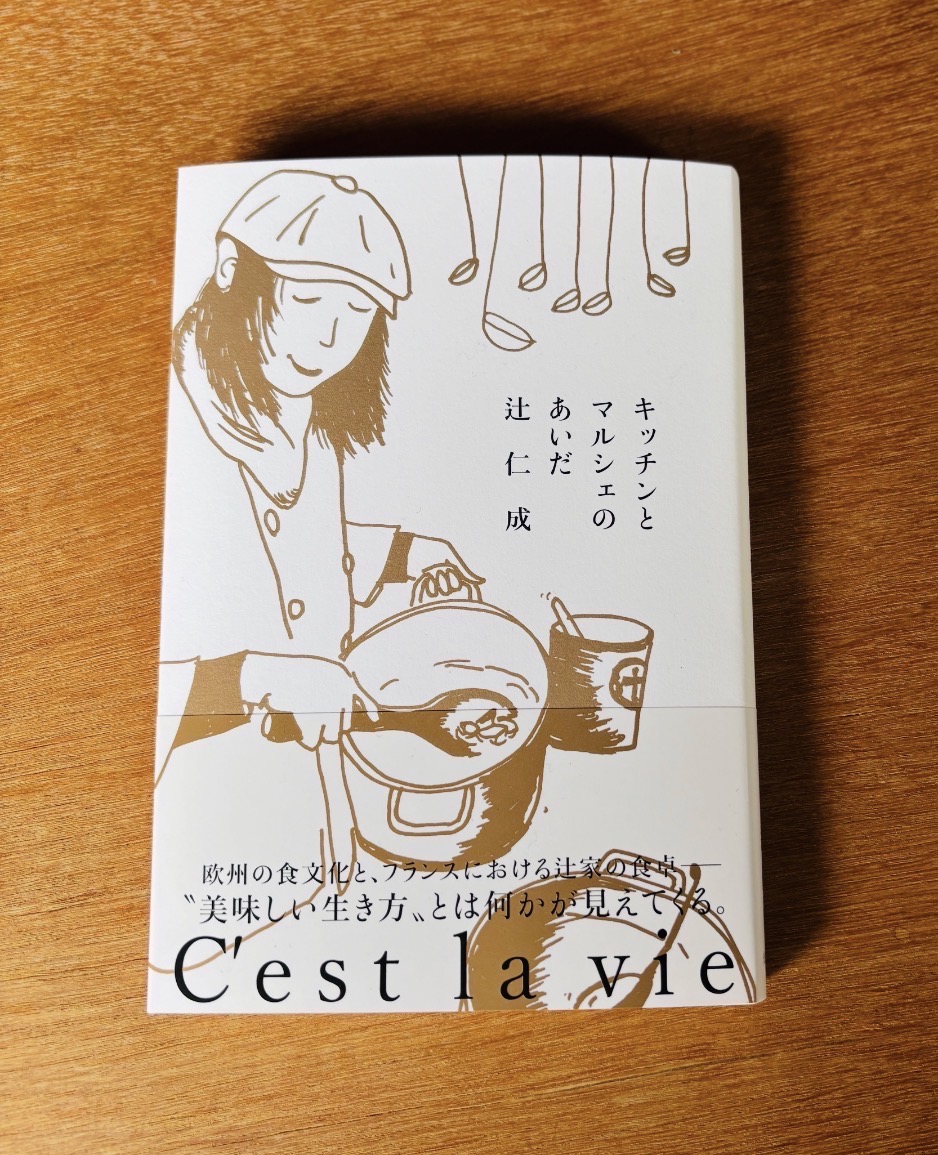 キッチンと
マルシェの
あいだ
辻 仁 成
欧州の食文化と、フランスにおける辻家の食卓――
〝美味しい生き方〟とは何かが見えてくる。
C'est la vie